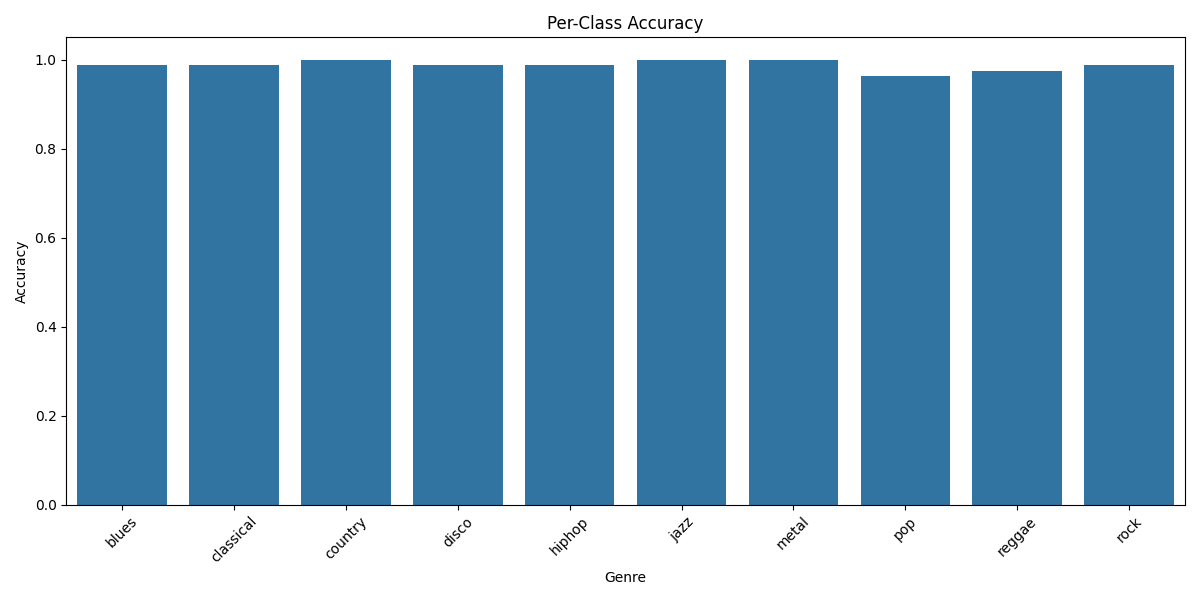 Per-Class Accuracy
Accuracy
1.0
0.8
0.6
0.4
0.2
0.0
blues classical country disco hiphop jazz metal pop reggae rock
Genre